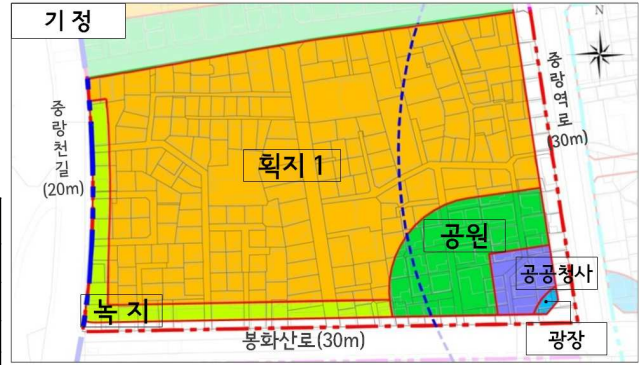 기 정
N
중랑천길
(20m)
중랑역로
(30m)
획지 1
공원
공공청사
녹 지
광장
봉화산로(30m)